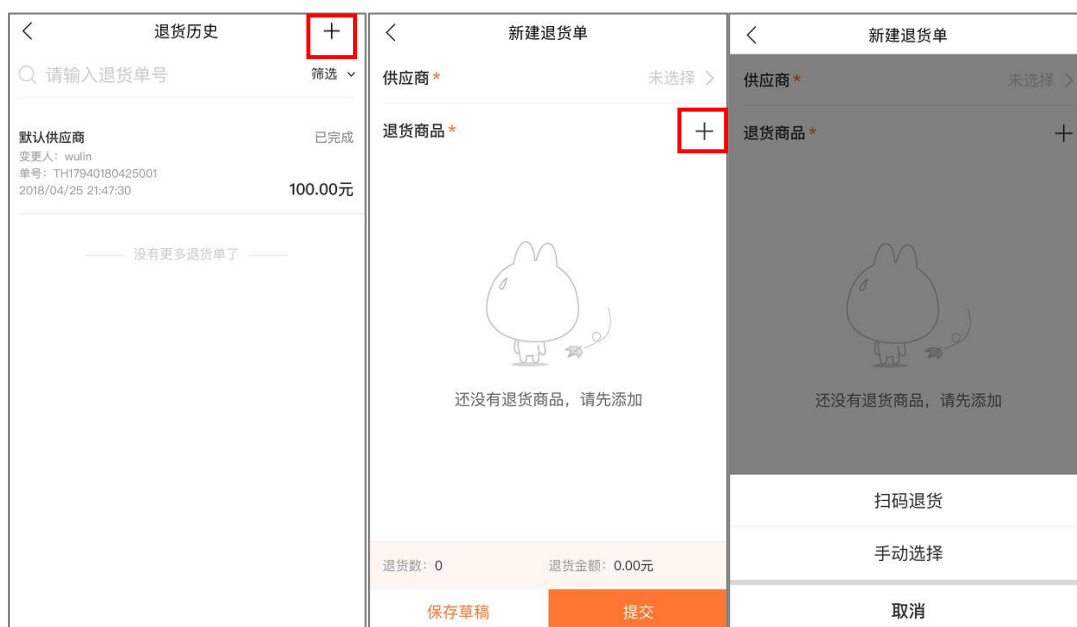 退货历史
请输入退货单号
筛选
默认供应商
已完成
变更人：wulin
单号：TH17940180425001
2018/04/25 21:47:30
100.00元
没有更多退货单了
新建退货单
供应商*
未选择
退货商品*
还没有退货商品，请先添加
退货数：0
退货金额：0.00元
保存草稿
提交
新建退货单
供应商*
未选择
退货商品*
还没有退货商品，请先添加
扫码退货
手动选择
取消